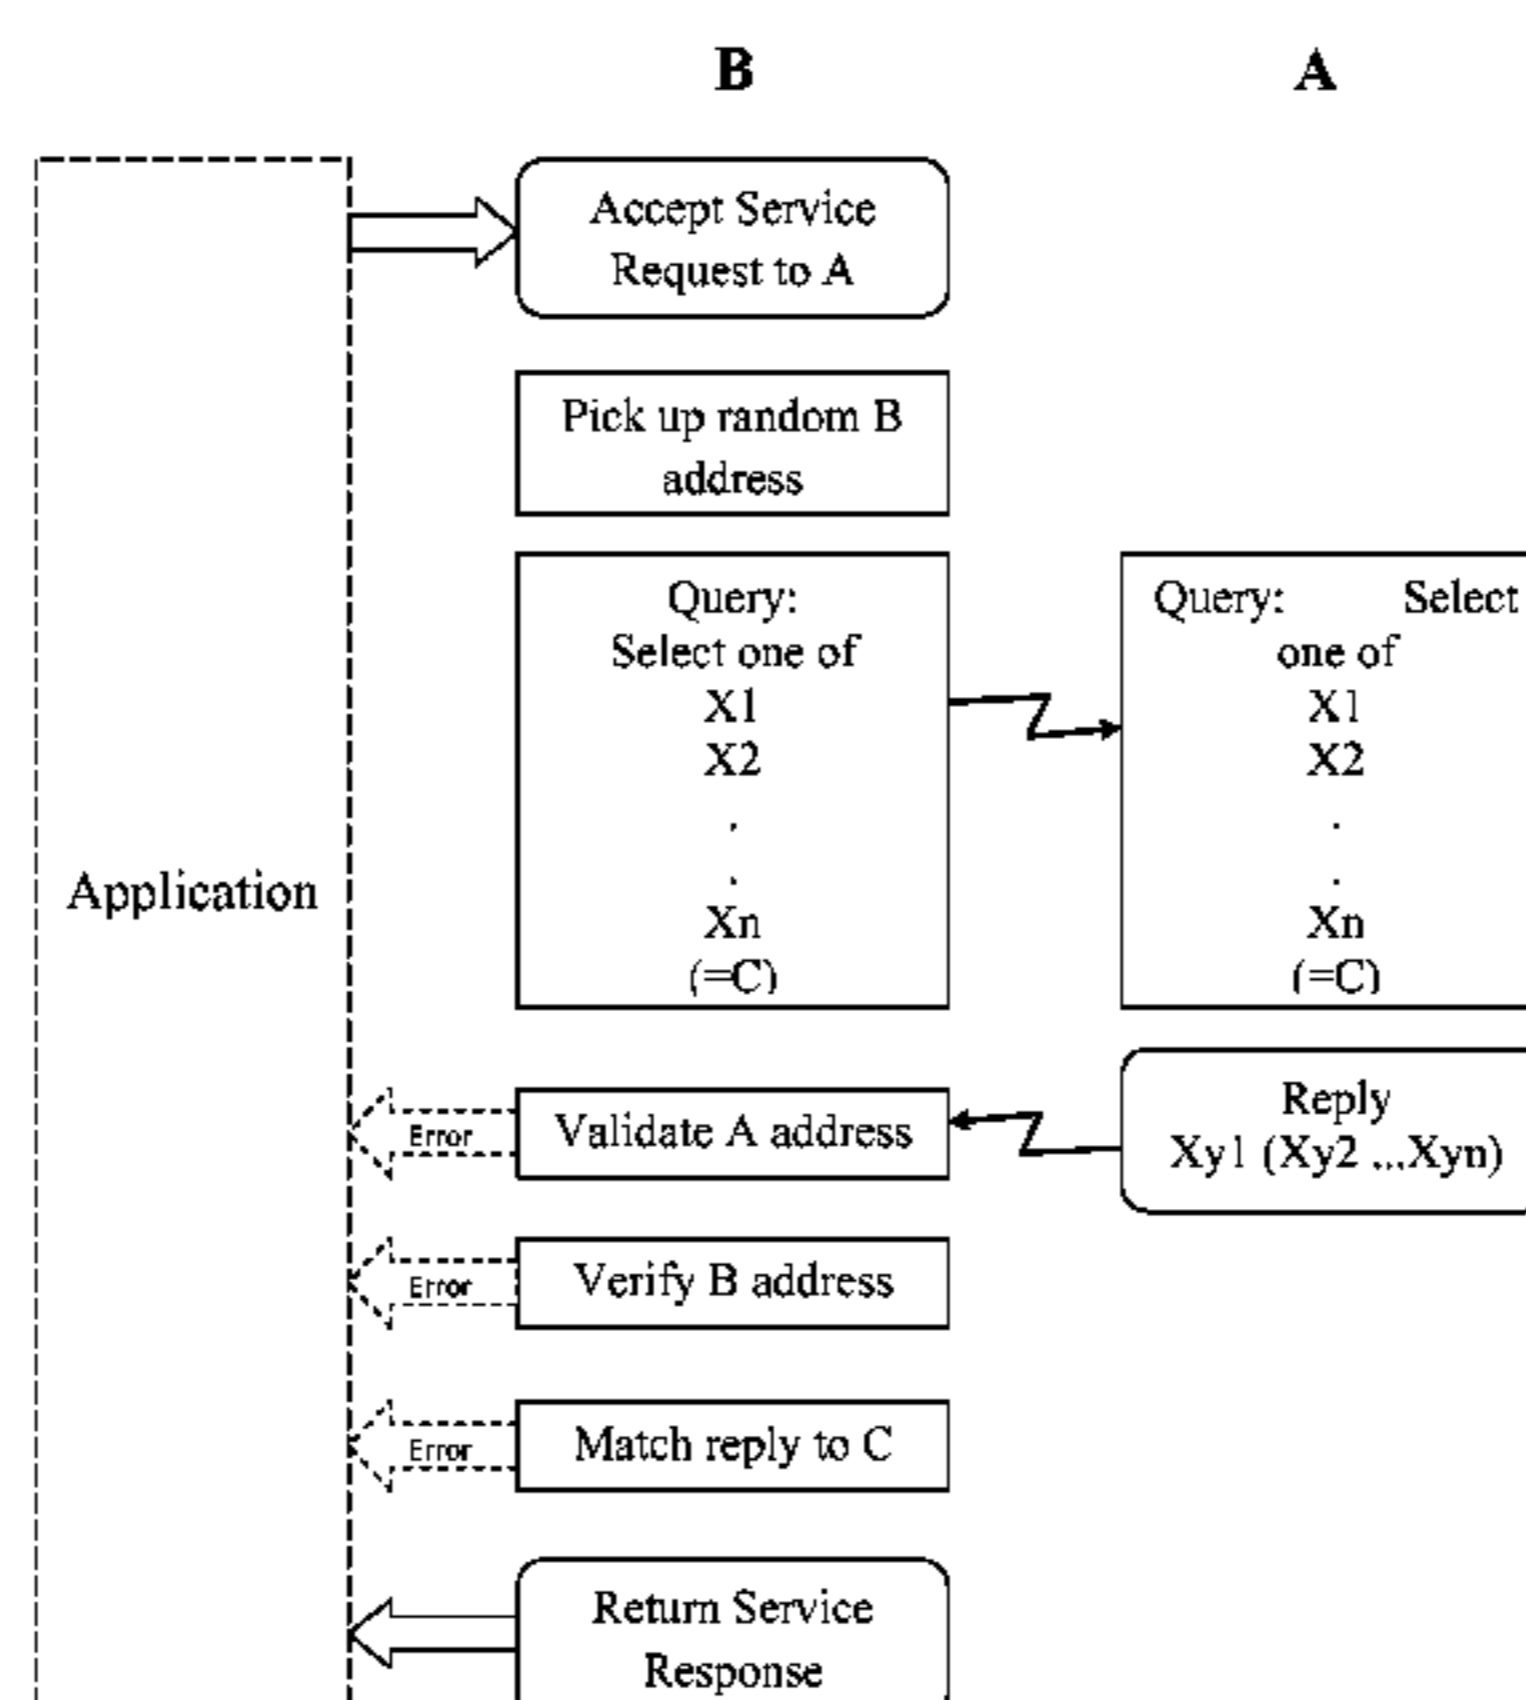 B
A
Accept Service
Request to A
Pick up random B
address
Query:
Select one of
X1
X2
.
.
Xn
(=C)
Query: Select
one of
X1
X2
.
.
Xn
(=C)
Application
Reply
Xy1 (Xy2 ...Xyn)
Error
Validate A address
Error
Verify B address
Error
Match reply to C
Return Service
Response